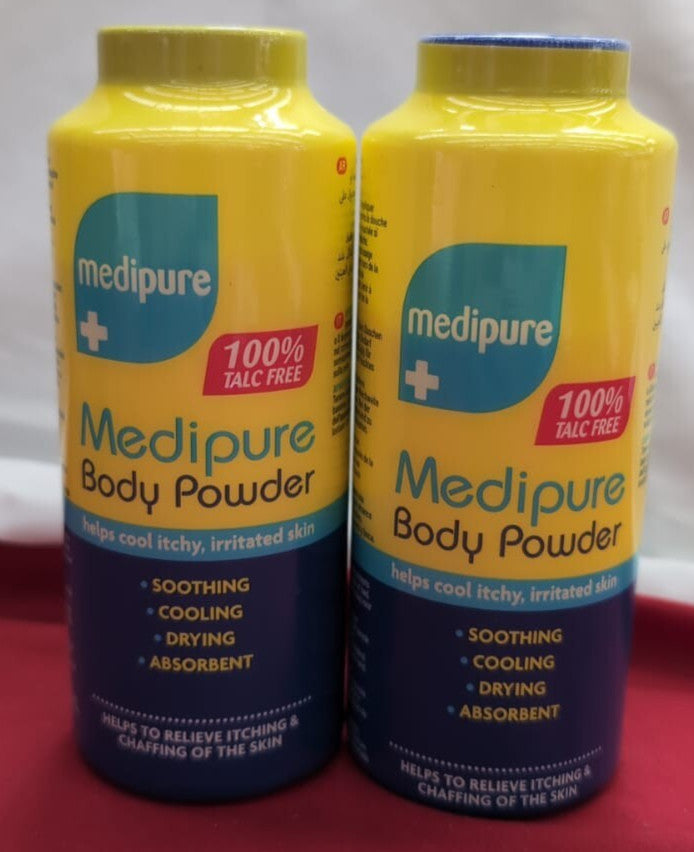 medipure
100%
TALC FREE
Medipure
Body Powder
helps cool itchy, irritated skin
• SOOTHING
• COOLING
• DRYING
• ABSORBENT
HELPS TO RELIEVE ITCHING &
CHAFFING OF THE SKIN
medipure
100%
TALC FREE
Medipure
Body Powder
helps cool itchy, irritated skin
• SOOTHING
• COOLING
• DRYING
• ABSORBENT
HELPS TO RELIEVE ITCHING &
CHAFFING OF THE SKIN